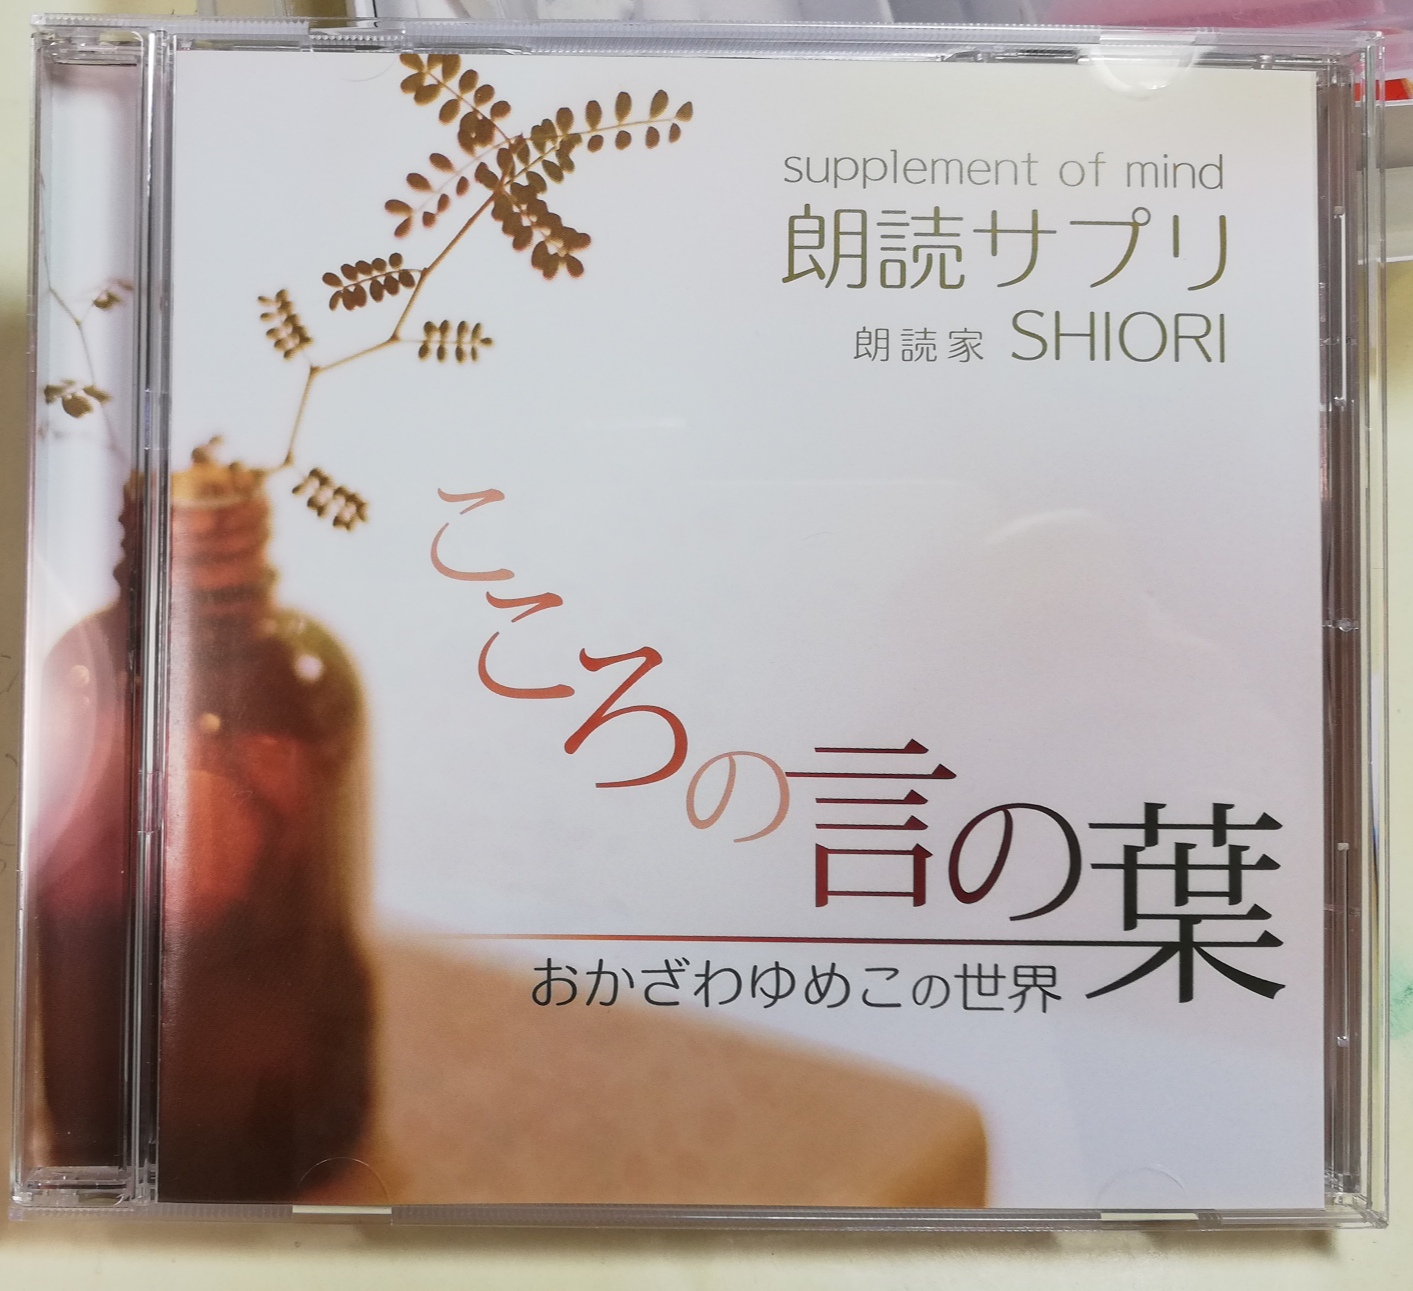 supplement of mind
朗読サプリ
朗読家 SHIORI
こころの言の葉
おかざわゆめこの世界